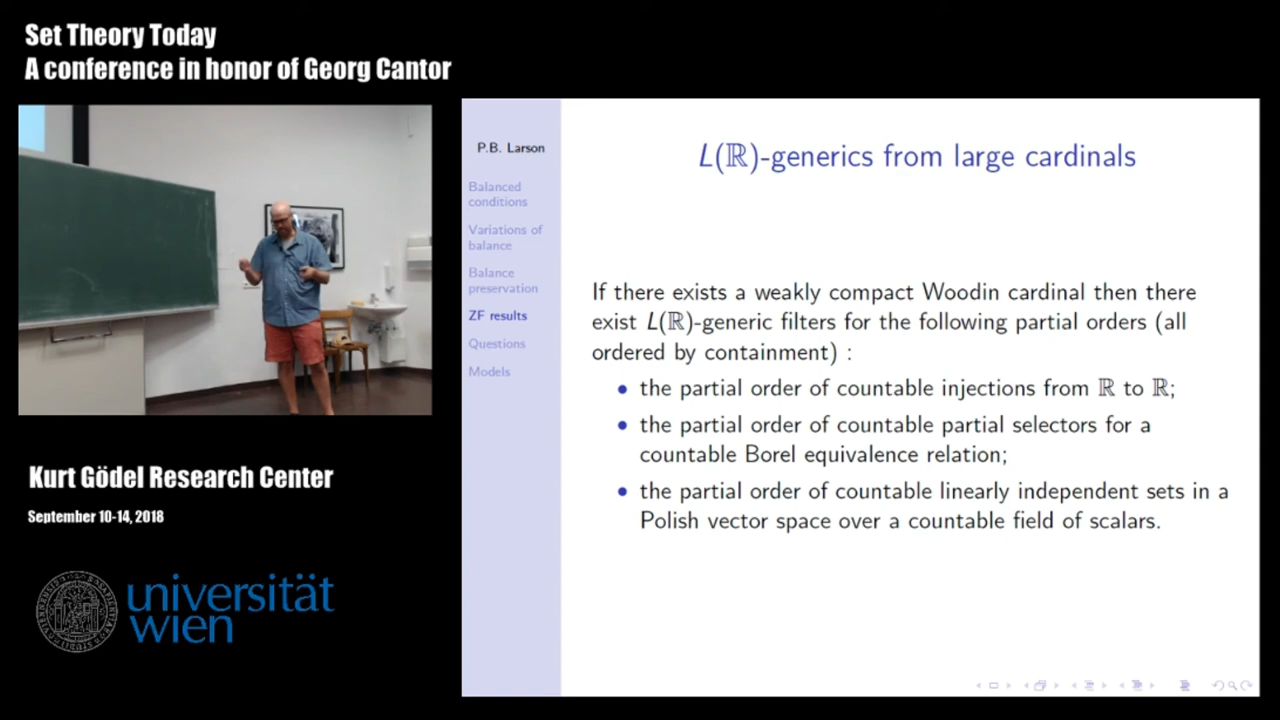 Set Theory Today
A conference in honor of Georg Cantor
Kurt Gödel Research Center
September 10-14, 2018
universität
wien
P.B. Larson
Balanced
conditions
Variations of
balance
Balance
preservation
ZF results
Questions
Models
L(ℝ)-generics from large cardinals
If there exists a weakly compact Woodin cardinal then there
exist L(ℝ)-generic filters for the following partial orders (all
ordered by containment) :
• the partial order of countable injections from ℝ to ℝ;
• the partial order of countable partial selectors for a
countable Borel equivalence relation;
• the partial order of countable linearly independent sets in a
Polish vector space over a countable field of scalars.